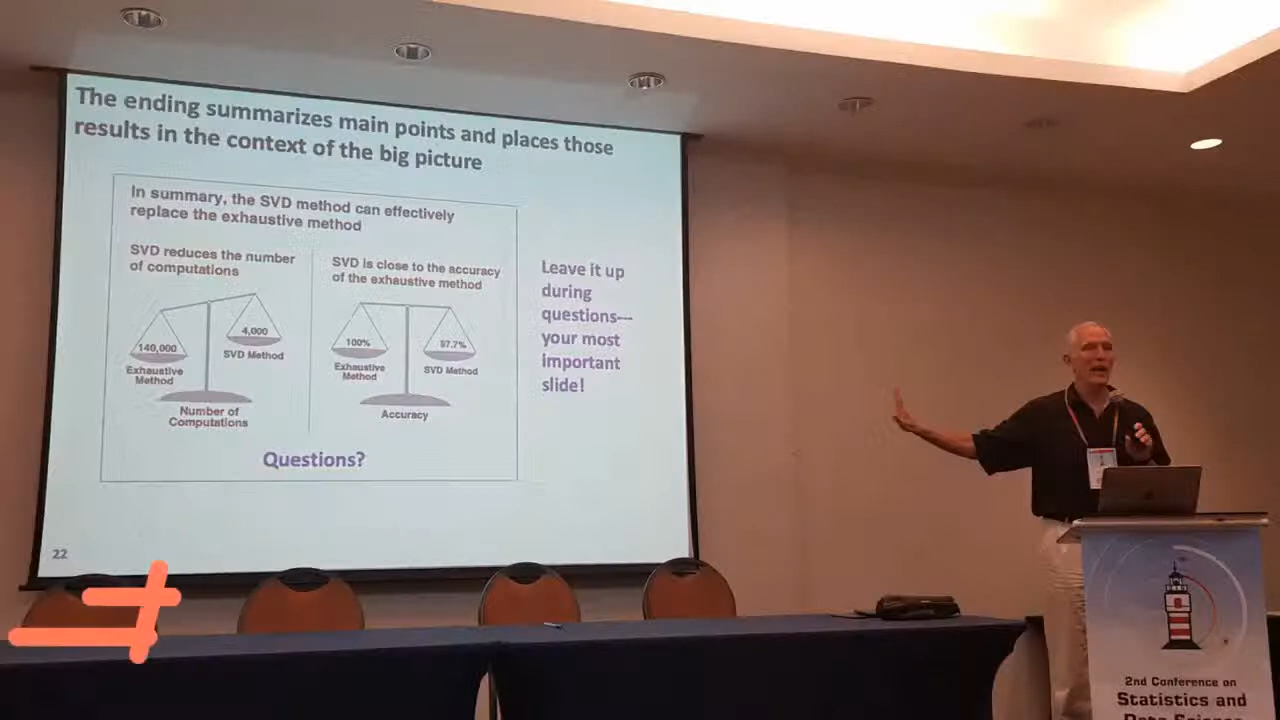 The ending summarizes main points and places those
results in the context of the big picture
In summary, the SVD method can effectively
replace the exhaustive method
SVD reduces the number
of computations
140,000
4,000
Exhaustive
Method
SVD Method
Number of
Computations
SVD is close to the accuracy
of the exhaustive method
100%
97.7%
Exhaustive
Method
SVD Method
Accuracy
Questions?
Leave it up
during
questions---
your most
important
slide!
22
2nd Conference on
Statistics and
Data Science